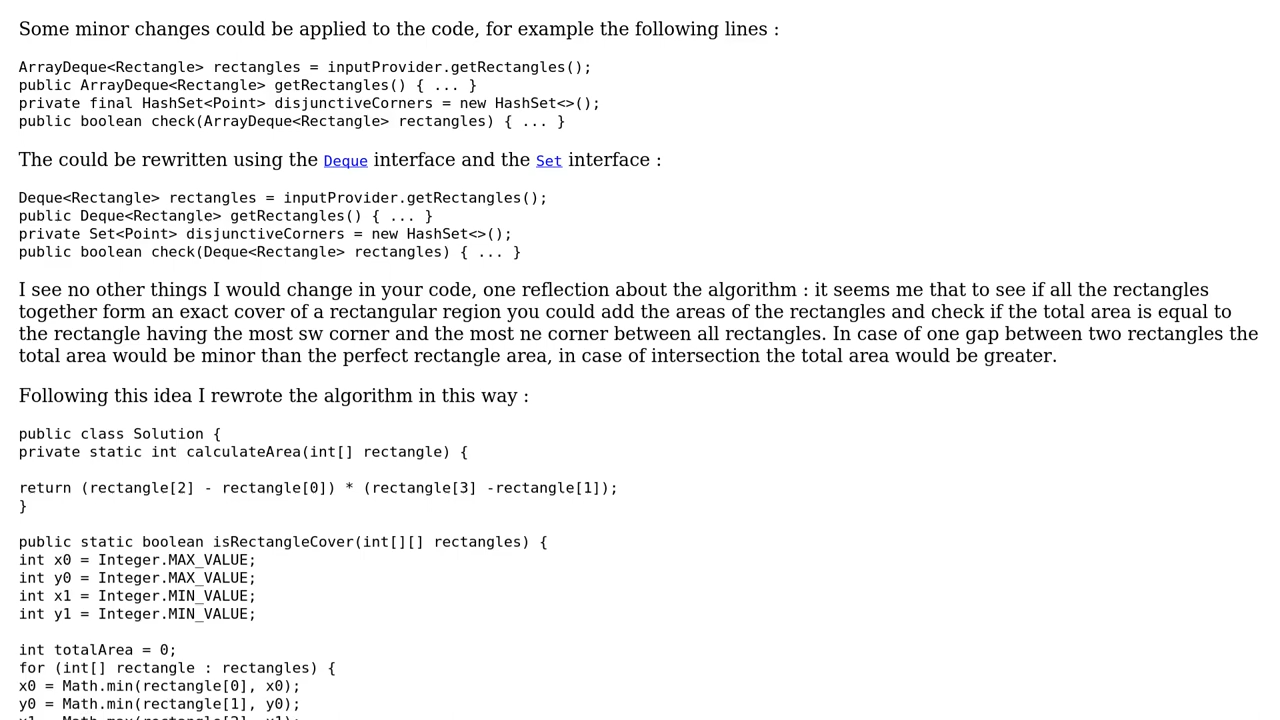 Some minor changes could be applied to the code, for example the following lines :
ArrayDeque<Rectangle> rectangles = inputProvider.getRectangles();
public ArrayDeque<Rectangle> getRectangles() { ... }
private final HashSet<Point> disjunctiveCorners = new HashSet<>();
public boolean check(ArrayDeque<Rectangle> rectangles) { ... }
The could be rewritten using the Deque interface and the Set interface :
Deque<Rectangle> rectangles = inputProvider.getRectangles();
public Deque<Rectangle> getRectangles() { ... }
private Set<Point> disjunctiveCorners = new HashSet<>();
public boolean check(Deque<Rectangle> rectangles) { ... }
I see no other things I would change in your code, one reflection about the algorithm : it seems me that to see if all the rectangles
together form an exact cover of a rectangular region you could add the areas of the rectangles and check if the total area is equal to
the rectangle having the most sw corner and the most ne corner between all rectangles. In case of one gap between two rectangles the
total area would be minor than the perfect rectangle area, in case of intersection the total area would be greater.
Following this idea I rewrote the algorithm in this way :
public class Solution {
private static int calculateArea(int[] rectangle) {
return (rectangle[2] - rectangle[0]) * (rectangle[3] -rectangle[1]);
}
public static boolean isRectangleCover(int[][] rectangles) {
int x0 = Integer.MAX_VALUE;
int y0 = Integer.MAX_VALUE;
int x1 = Integer.MIN_VALUE;
int y1 = Integer.MIN_VALUE;
int totalArea = 0;
for (int[] rectangle : rectangles) {
x0 = Math.min(rectangle[0], x0);
y0 = Math.min(rectangle[1], y0);